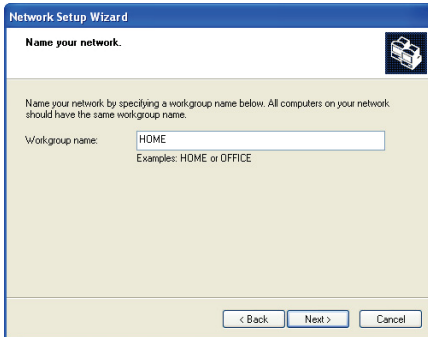 Network Setup Wizard
Name your network.
Name your network by specifying a workgroup name below. All computers on your network
should have the same workgroup name.
Workgroup name: HOME
Examples: HOME or OFFICE
< Back Next > Cancel